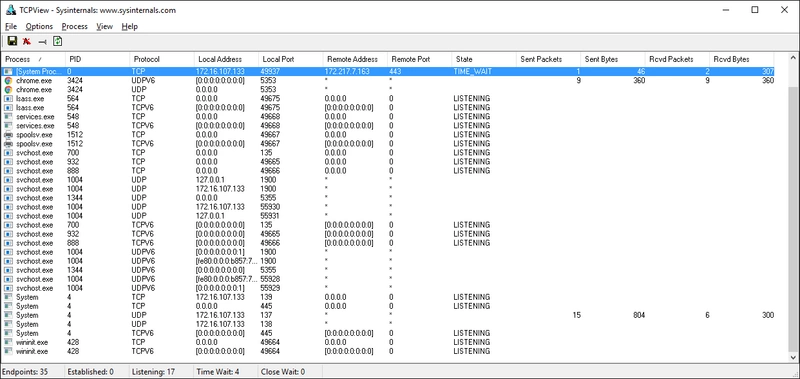 TCPView - Sysinternals: www.sysinternals.com
File Options Process View Help
Process / PID Protocol Local Address Local Port Remote Address Remote Port State Sent Packets Sent Bytes Rcvd Packets Rcvd Bytes
[System Proc... 0 TCP 172.16.107.133 49937 172.217.7.163 443 TIME_WAIT 1 46 2 307
chrome.exe 3424 UDPV6 [0:0:0:0:0:0:0:0] 5353 * * 9 360 9 360
chrome.exe 3424 UDP 0.0.0.0 5353 * *
lsass.exe 564 TCP 0.0.0.0 49675 0.0.0.0 0 LISTENING
lsass.exe 564 TCPV6 [0:0:0:0:0:0:0:0] 49675 [0:0:0:0:0:0:0:0] 0 LISTENING
services.exe 548 TCP 0.0.0.0 49668 0.0.0.0 0 LISTENING
services.exe 548 TCPV6 [0:0:0:0:0:0:0:0] 49668 [0:0:0:0:0:0:0:0] 0 LISTENING
spoolsv.exe 1512 TCP 0.0.0.0 49667 0.0.0.0 0 LISTENING
spoolsv.exe 1512 TCPV6 [0:0:0:0:0:0:0:0] 49667 [0:0:0:0:0:0:0:0] 0 LISTENING
svchost.exe 700 TCP 0.0.0.0 135 0.0.0.0 0 LISTENING
svchost.exe 932 TCP 0.0.0.0 49665 0.0.0.0 0 LISTENING
svchost.exe 888 TCP 0.0.0.0 49666 0.0.0.0 0 LISTENING
svchost.exe 1004 UDP 127.0.0.1 1900 * *
svchost.exe 1004 UDP 172.16.107.133 1900 * *
svchost.exe 1344 UDP 0.0.0.0 5355 * *
svchost.exe 1004 UDP 172.16.107.133 55930 * *
svchost.exe 1004 UDP 127.0.0.1 55931 * *
svchost.exe 700 TCPV6 [0:0:0:0:0:0:0:0] 135 [0:0:0:0:0:0:0:0] 0 LISTENING
svchost.exe 932 TCPV6 [0:0:0:0:0:0:0:0] 49665 [0:0:0:0:0:0:0:0] 0 LISTENING
svchost.exe 888 TCPV6 [0:0:0:0:0:0:0:0] 49666 [0:0:0:0:0:0:0:0] 0 LISTENING
svchost.exe 1004 UDPV6 [0:0:0:0:0:0:0:1] 1900 * *
svchost.exe 1004 UDPV6 [fe80:0:0:0:b857:7... 1900 * *
svchost.exe 1344 UDPV6 [0:0:0:0:0:0:0:0] 5355 * *
svchost.exe 1004 UDPV6 [fe80:0:0:0:b857:7... 55928 * *
svchost.exe 1004 UDPV6 [0:0:0:0:0:0:0:1] 55929 * *
System 4 TCP 172.16.107.133 139 0.0.0.0 0 LISTENING
System 4 TCP 0.0.0.0 445 0.0.0.0 0 LISTENING
System 4 UDP 172.16.107.133 137 * * 15 804 6 300
System 4 UDP 172.16.107.133 138 * *
System 4 TCPV6 [0:0:0:0:0:0:0:0] 445 [0:0:0:0:0:0:0:0] 0 LISTENING
wininit.exe 428 TCP 0.0.0.0 49664 0.0.0.0 0 LISTENING
wininit.exe 428 TCPV6 [0:0:0:0:0:0:0:0] 49664 [0:0:0:0:0:0:0:0] 0 LISTENING
Endpoints: 35 Established: 0 Listening: 17 Time Wait: 4 Close Wait: 0